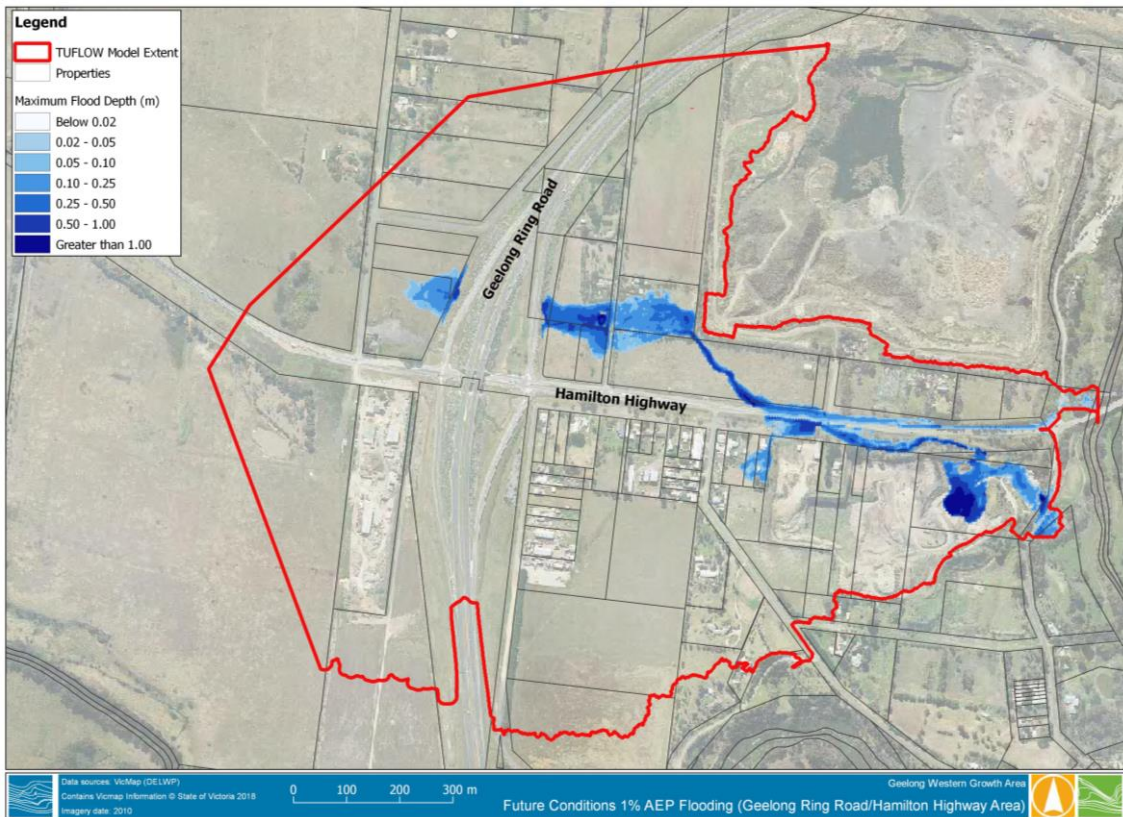 Legend
TUFLOW Model Extent
Properties
Maximum Flood Depth (m)
Below 0.02
0.02 - 0.05
0.05 - 0.10
0.10 - 0.25
0.25 - 0.50
0.50 - 1.00
Greater than 1.00
Geelong Ring Road
Hamilton Highway
Data sources: VicMap (DELWP)
Contains Vicmap Information © State of Victoria 2018
Imagery date: 2010
0 100 200 300 m
Geelong Western Growth Area
Future Conditions 1% AEP Flooding (Geelong Ring Road/Hamilton Highway Area)